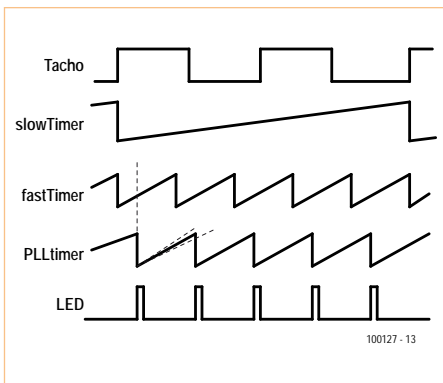 Tacho
slowTimer
fastTimer
PLLtimer
LED
100127 - 13